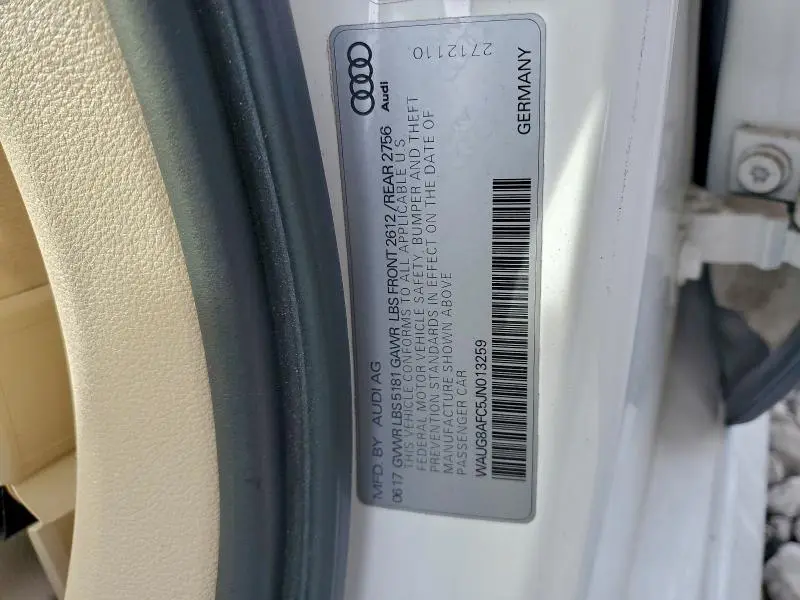 MFD. BY AUDI AG
Audi
0617 GVWR LBS 5181 GAWR LBS FRONT 2612 / REAR 2756
THIS VEHICLE CONFORMS TO ALL APPLICABLE U.S.
FEDERAL MOTOR VEHICLE SAFETY, BUMPER AND THEFT
PREVENTION STANDARDS IN EFFECT ON THE DATE OF
MANUFACTURE SHOWN ABOVE
PASSENGER CAR
WAUG8AFC5JN013259
2712110
GERMANY